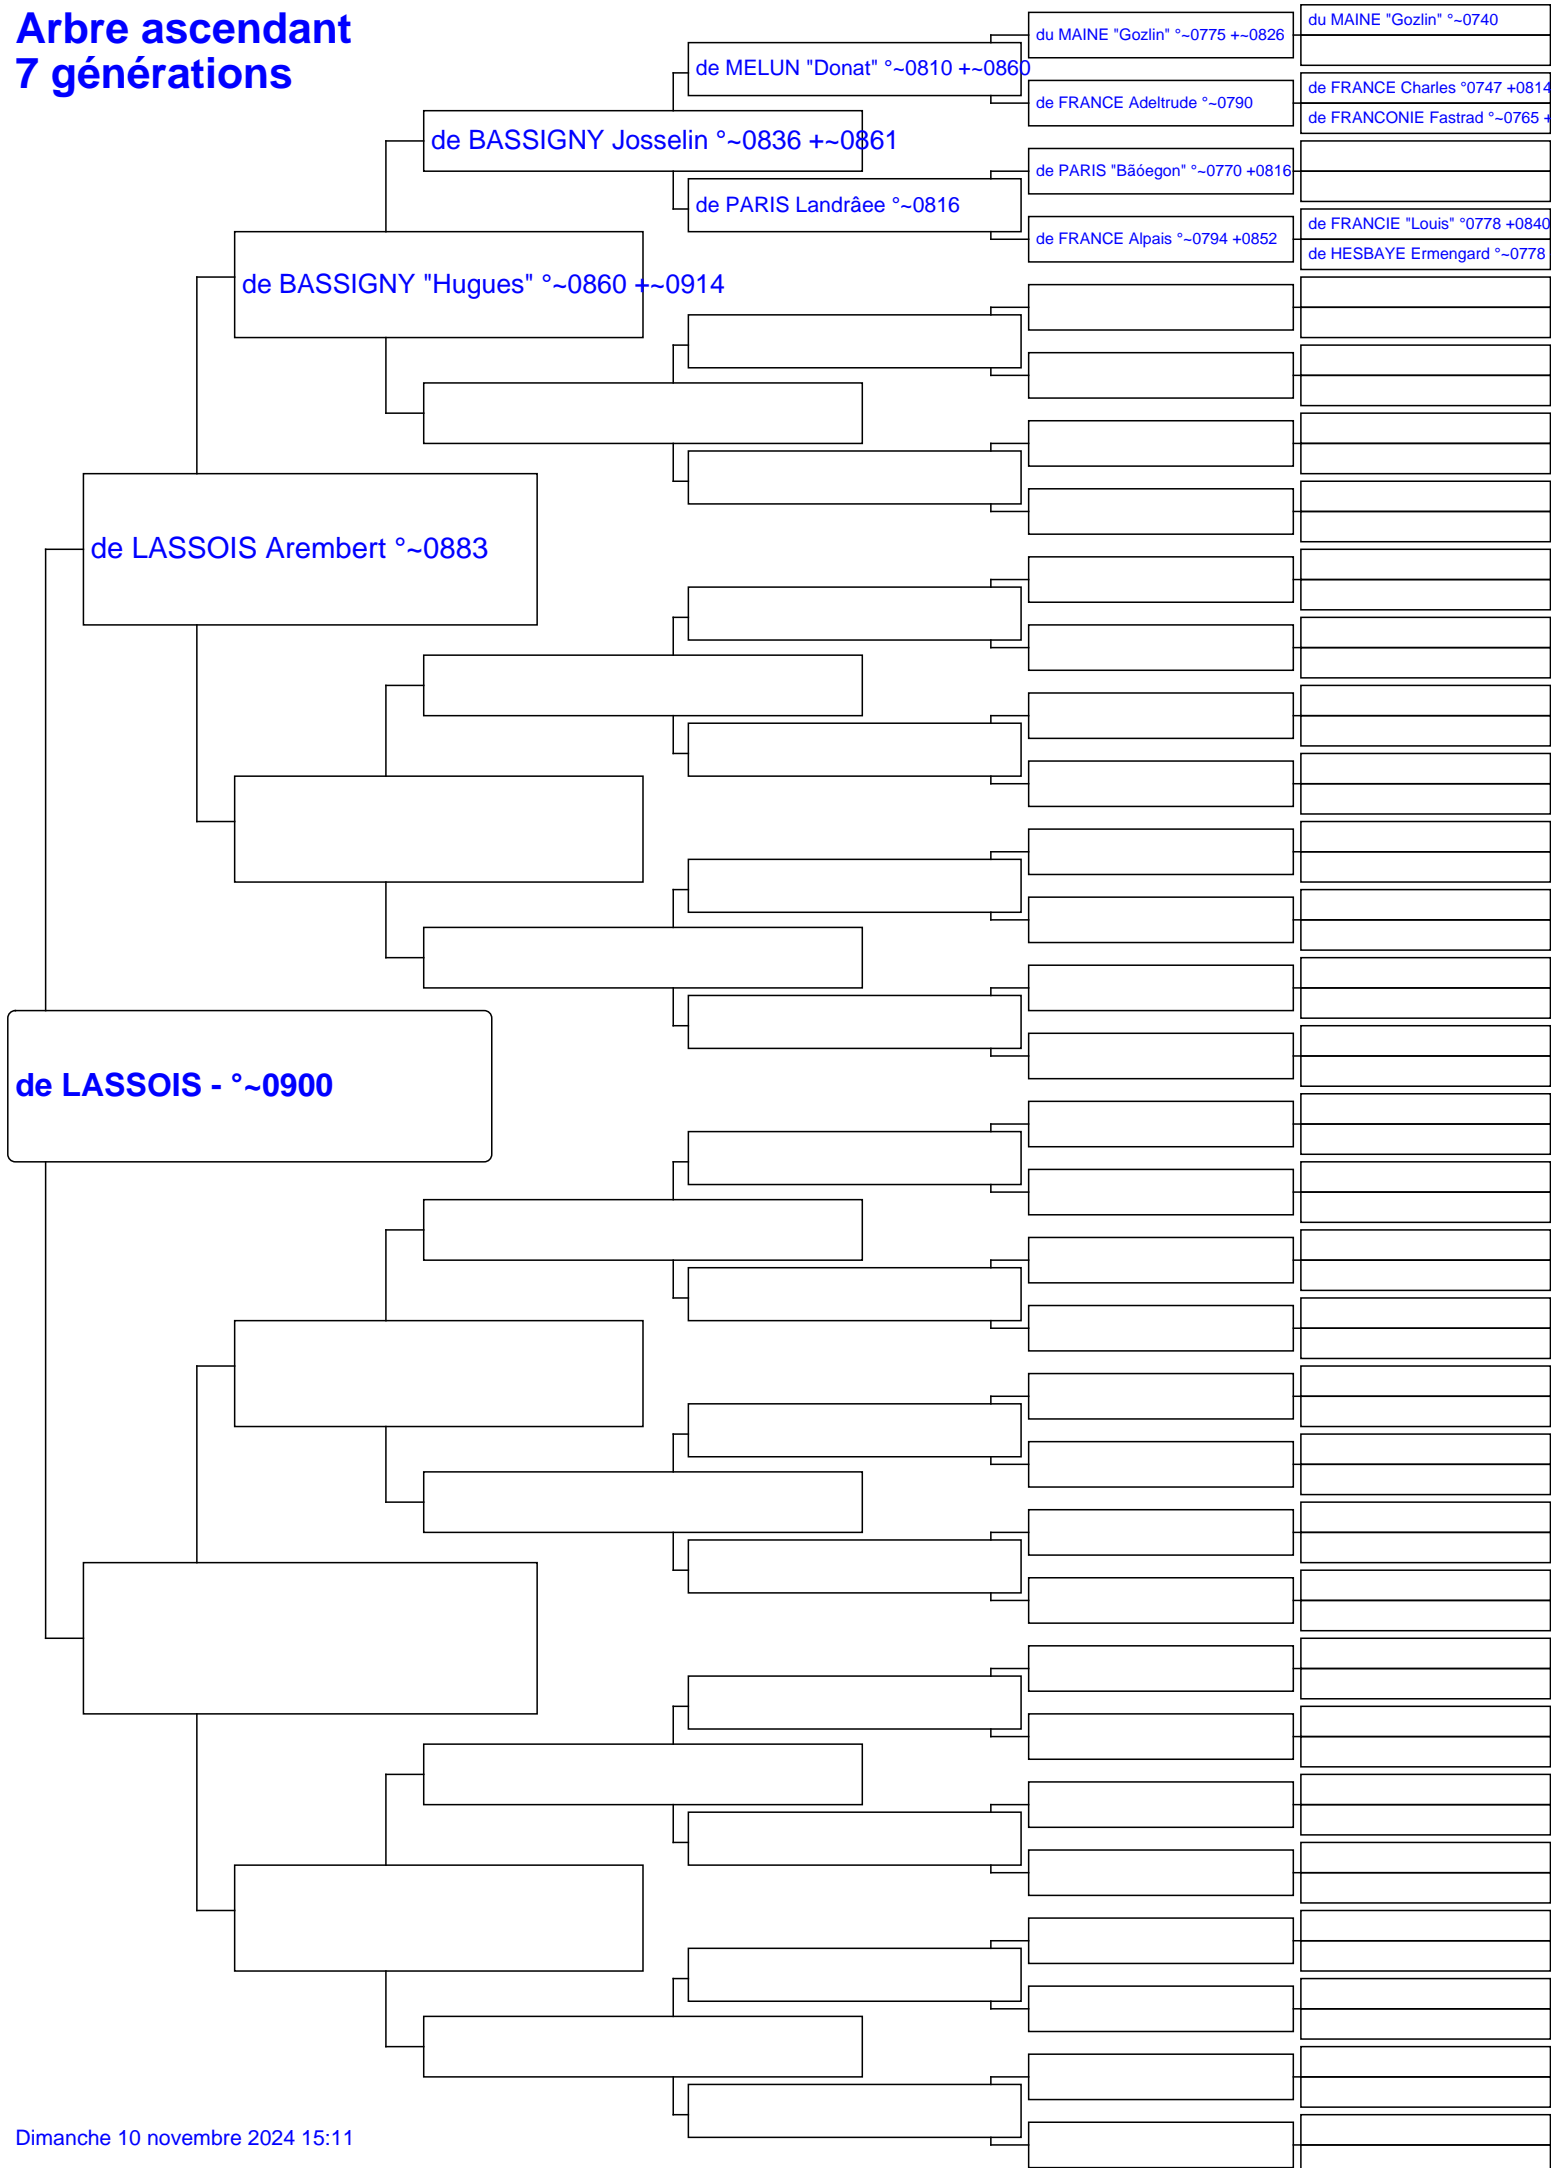 Arbre ascendant
7 générations
du MAINE "Gozlin" °~0740
du MAINE "Gozlin" °~0775 +~0826
de MELUN "Donat" °~0810 +~0860
de FRANCE Charles °0747 +0814
de FRANCE Adeltrude °~0790
de FRANCONIE Fastrad °~0765 +
de BASSIGNY Josselin °~0836 +~0861
de PARIS "Bãóegon" °~0770 +0816
de PARIS Landrâee °~0816
de FRANCIE "Louis" °0778 +0840
de FRANCE Alpais °~0794 +0852
de HESBAYE Ermengard °~0778
de BASSIGNY "Hugues" °~0860 +~0914
de LASSOIS Arembert °~0883
de LASSOIS - °~0900
Dimanche 10 novembre 2024 15:11